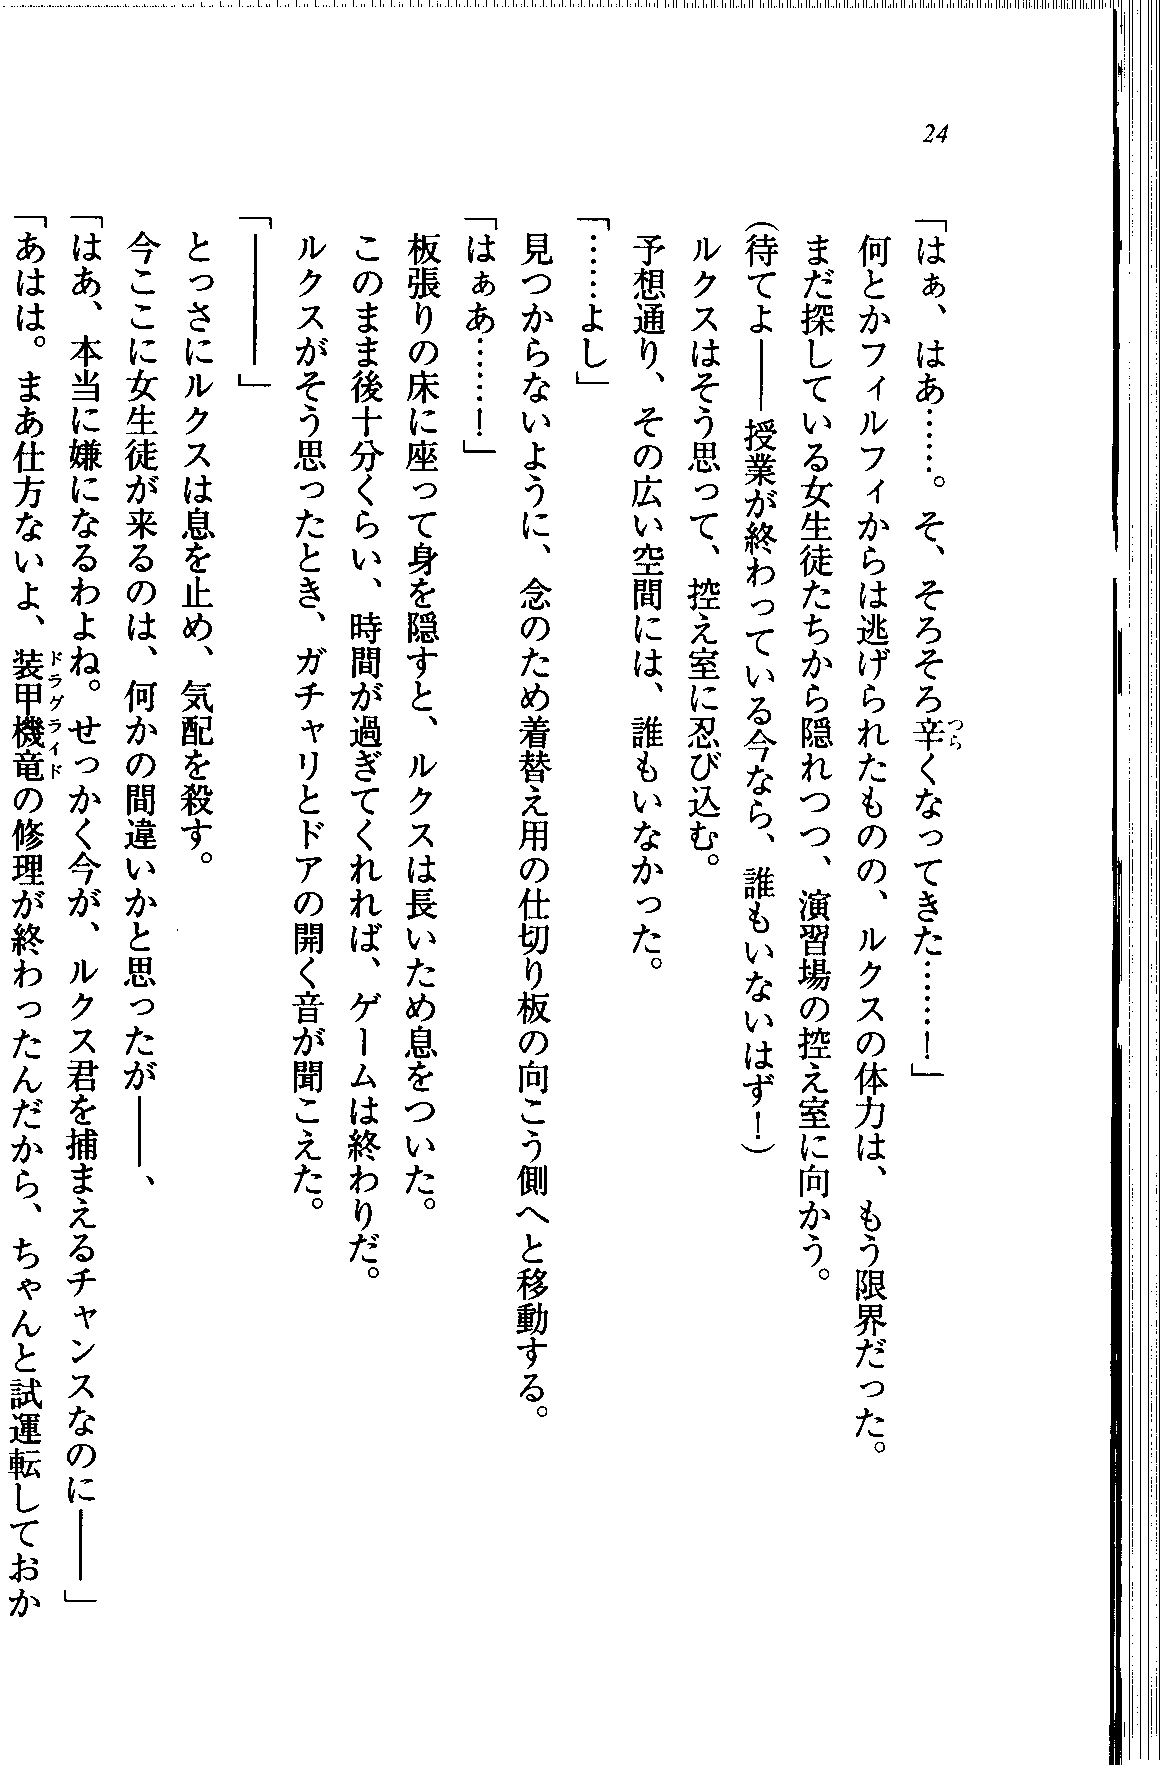 24
「はぁ、はあ……。そ、そろそろ辛くなってきた……！」
何とかフィルフィからは逃げられたものの、ルクスの体力は、もう限界だった。
まだ探している女生徒たちから隠れつつ、演習場の控え室に向かう。
（待てよ――授業が終わっている今なら、誰もいないはず！）
ルクスはそう思って、控え室に忍び込む。
予想通り、その広い空間には、誰もいなかった。
「……よし」
見つからないように、念のため着替え用の仕切り板の向こう側へと移動する。
「はぁあ……！」
板張りの床に座って身を隠すと、ルクスは長いため息をついた。
このまま後十分くらい、時間が過ぎてくれれば、ゲームは終わりだ。
ルクスがそう思ったとき、ガチャリとドアの開く音が聞こえた。
「――――」
とっさにルクスは息を止め、気配を殺す。
今ここに女生徒が来るのは、何かの間違いかと思ったが――、
「はあ、本当に嫌になるわよね。せっかく今が、ルクス君を捕まえるチャンスなのに――」
「あはは。まあ仕方ないよ、装甲機竜の修理が終わったんだから、ちゃんと試運転しておか
つら
ドラグライド